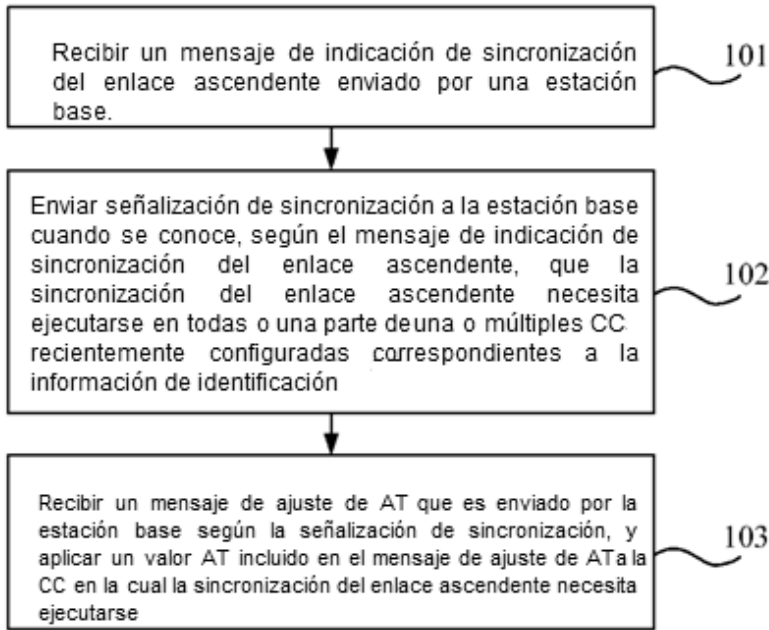 Recibir un mensaje de indicación de sincronización
del enlace ascendente enviado por una estación
base.
101
Enviar señalización de sincronización a la estación base
cuando se conoce, según el mensaje de indicación de
sincronización del enlace ascendente, que la
sincronización del enlace ascendente necesita
ejecutarse en todas o una parte de una o múltiples CC
recientemente configuradas correspondientes a la
información de identificación
102
Recibir un mensaje de ajuste de AT que es enviado por la
estación base según la señalización de sincronización, y
aplicar un valor AT incluido en el mensaje de ajuste de AT a la
CC en la cual la sincronización del enlace ascendente necesita
ejecutarse
103